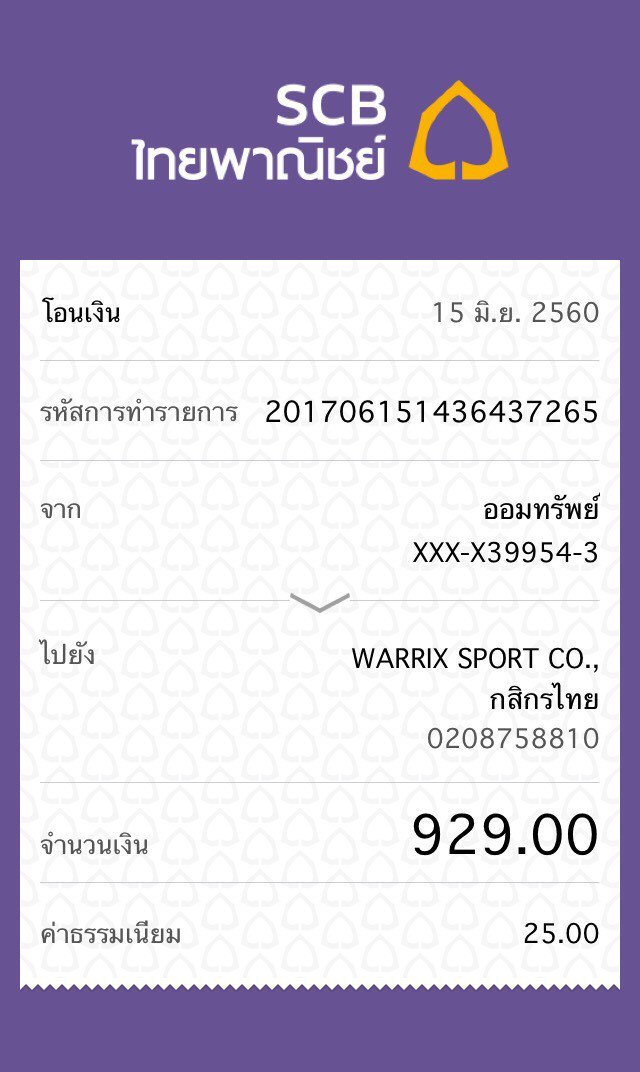 SCB
ไทยพาณิชย์
โอนเงิน 15 มิ.ย. 2560
รหัสการทำรายการ 201706151436437265
จาก ออมทรัพย์
XXX-X39954-3
ไปยัง WARRIX SPORT CO.,
กสิกรไทย
0208758810
จำนวนเงิน 929.00
ค่าธรรมเนียม 25.00